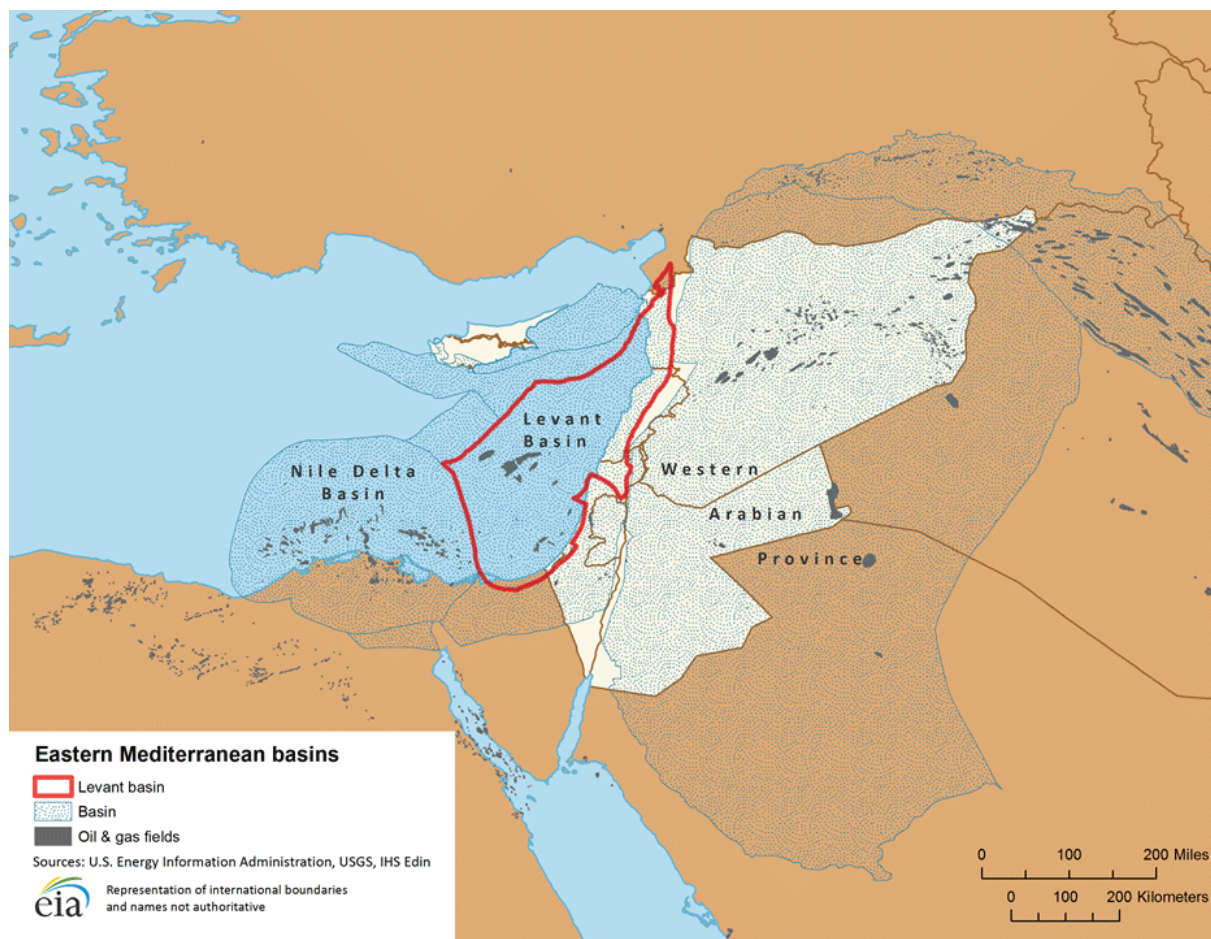 Levant
Basin
Nile Delta
Basin
Western
Arabian
Province
Eastern Mediterranean basins
Levant basin
Basin
Oil & gas fields
Sources: U.S. Energy Information Administration, USGS, IHS Edin
eia
Representation of international boundaries
and names not authoritative
0 100 200 Miles
0 100 200 Kilometers